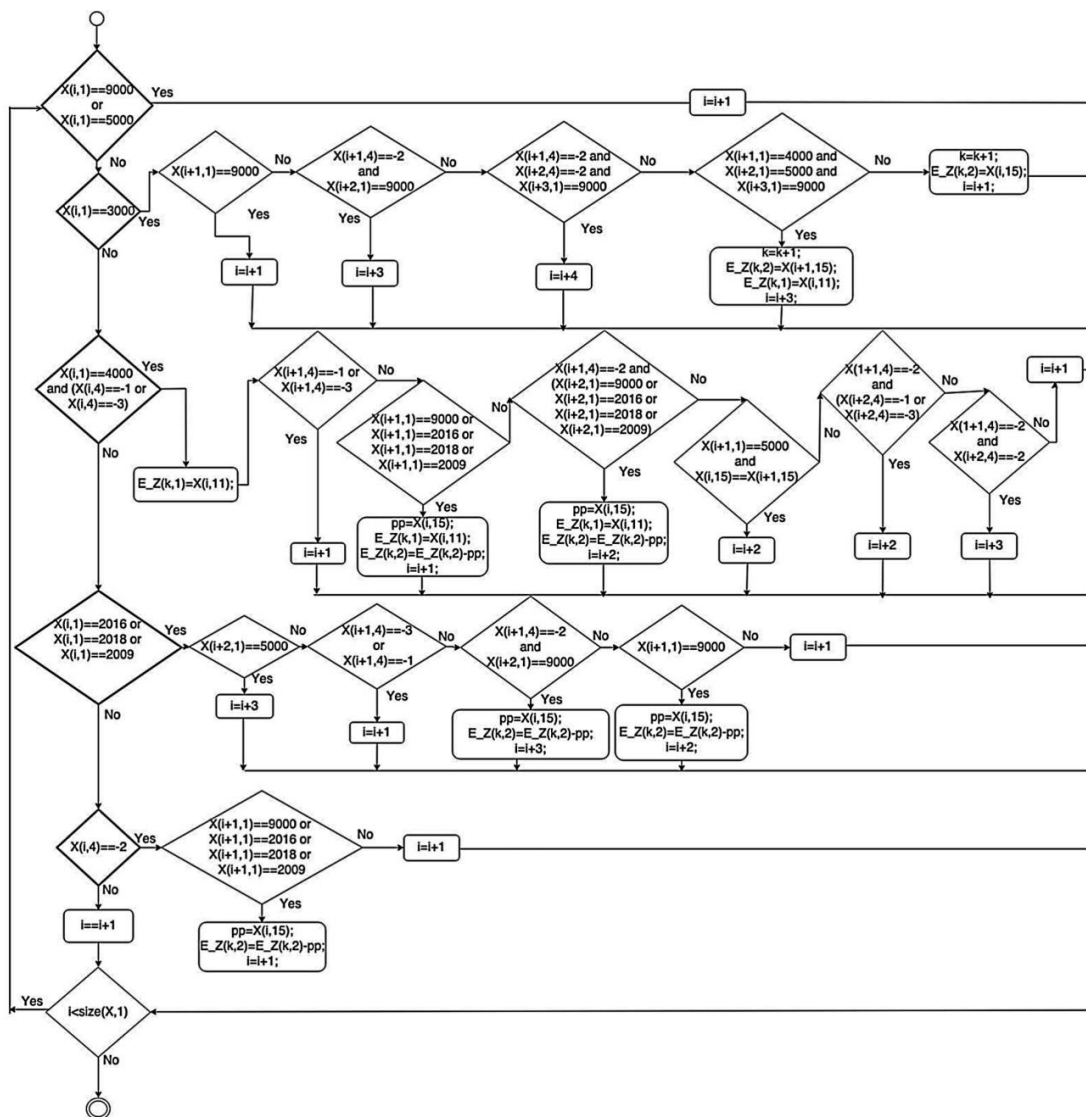 X(i,1)==9000
or
X(i,1)==5000
Yes
i=i+1
No
X(i,1)==3000
Yes
No
X(i+1,1)==9000
No
Yes
i=i+1
X(i+1,4)==-2
and
X(i+2,1)==9000
No
Yes
i=i+3
X(i+1,4)==-2 and
X(i+2,4)==-2 and
X(i+3,1)==9000
No
Yes
i=i+4
X(i+1,1)==4000 and
X(i+2,1)==5000 and
X(i+3,1)==9000
No
Yes
k=k+1;
E_Z(k,2)=X(i+1,15);
E_Z(k,1)=X(i,11);
i=i+3;
k=k+1;
E_Z(k,2)=X(i,15);
i=i+1;
X(i,1)==4000
and (X(i,4)==-1 or
X(i,4)==-3)
Yes
No
E_Z(k,1)=X(i,11);
X(i+1,4)==-1 or
X(i+1,4)==-3
No
Yes
i=i+1
X(i+1,1)==9000 or
X(i+1,1)==2016 or
X(i+1,1)==2018 or
X(i+1,1)==2009
No
Yes
pp=X(i,15);
E_Z(k,1)=X(i,11);
E_Z(k,2)=E_Z(k,2)-pp;
i=i+1;
X(i+1,4)==-2 and
(X(i+2,1)==9000 or
X(i+2,1)==2016 or
X(i+2,1)==2018 or
X(i+2,1)==2009)
No
Yes
pp=X(i,15);
E_Z(k,1)=X(i,11);
E_Z(k,2)=E_Z(k,2)-pp;
i=i+2;
X(i+1,1)==5000
and
X(i,15)==X(i+1,15)
No
Yes
i=i+2
X(1+1,4)==-2
and
(X(i+2,4)==-1 or
X(i+2,4)==-3)
No
Yes
i=i+2
X(1+1,4)==-2
and
X(i+2,4)==-2
No
Yes
i=i+3
i=i+1
X(i,1)==2016 or
X(i,1)==2018 or
X(i,1)==2009
Yes
No
X(i+2,1)==5000
No
Yes
i=i+3
X(i+1,4)==-3
or
X(i+1,4)==-1
No
Yes
i=i+1
X(i+1,4)==-2
and
X(i+2,1)==9000
No
Yes
pp=X(i,15);
E_Z(k,2)=E_Z(k,2)-pp;
i=i+3;
X(i+1,1)==9000
No
Yes
pp=X(i,15);
E_Z(k,2)=E_Z(k,2)-pp;
i=i+2;
i=i+1
X(i,4)==-2
Yes
No
X(i+1,1)==9000 or
X(i+1,1)==2016 or
X(i+1,1)==2018 or
X(i+1,1)==2009
No
Yes
pp=X(i,15);
E_Z(k,2)=E_Z(k,2)-pp;
i=i+1;
i=i+1
i==i+1
i<size(X,1)
Yes
No